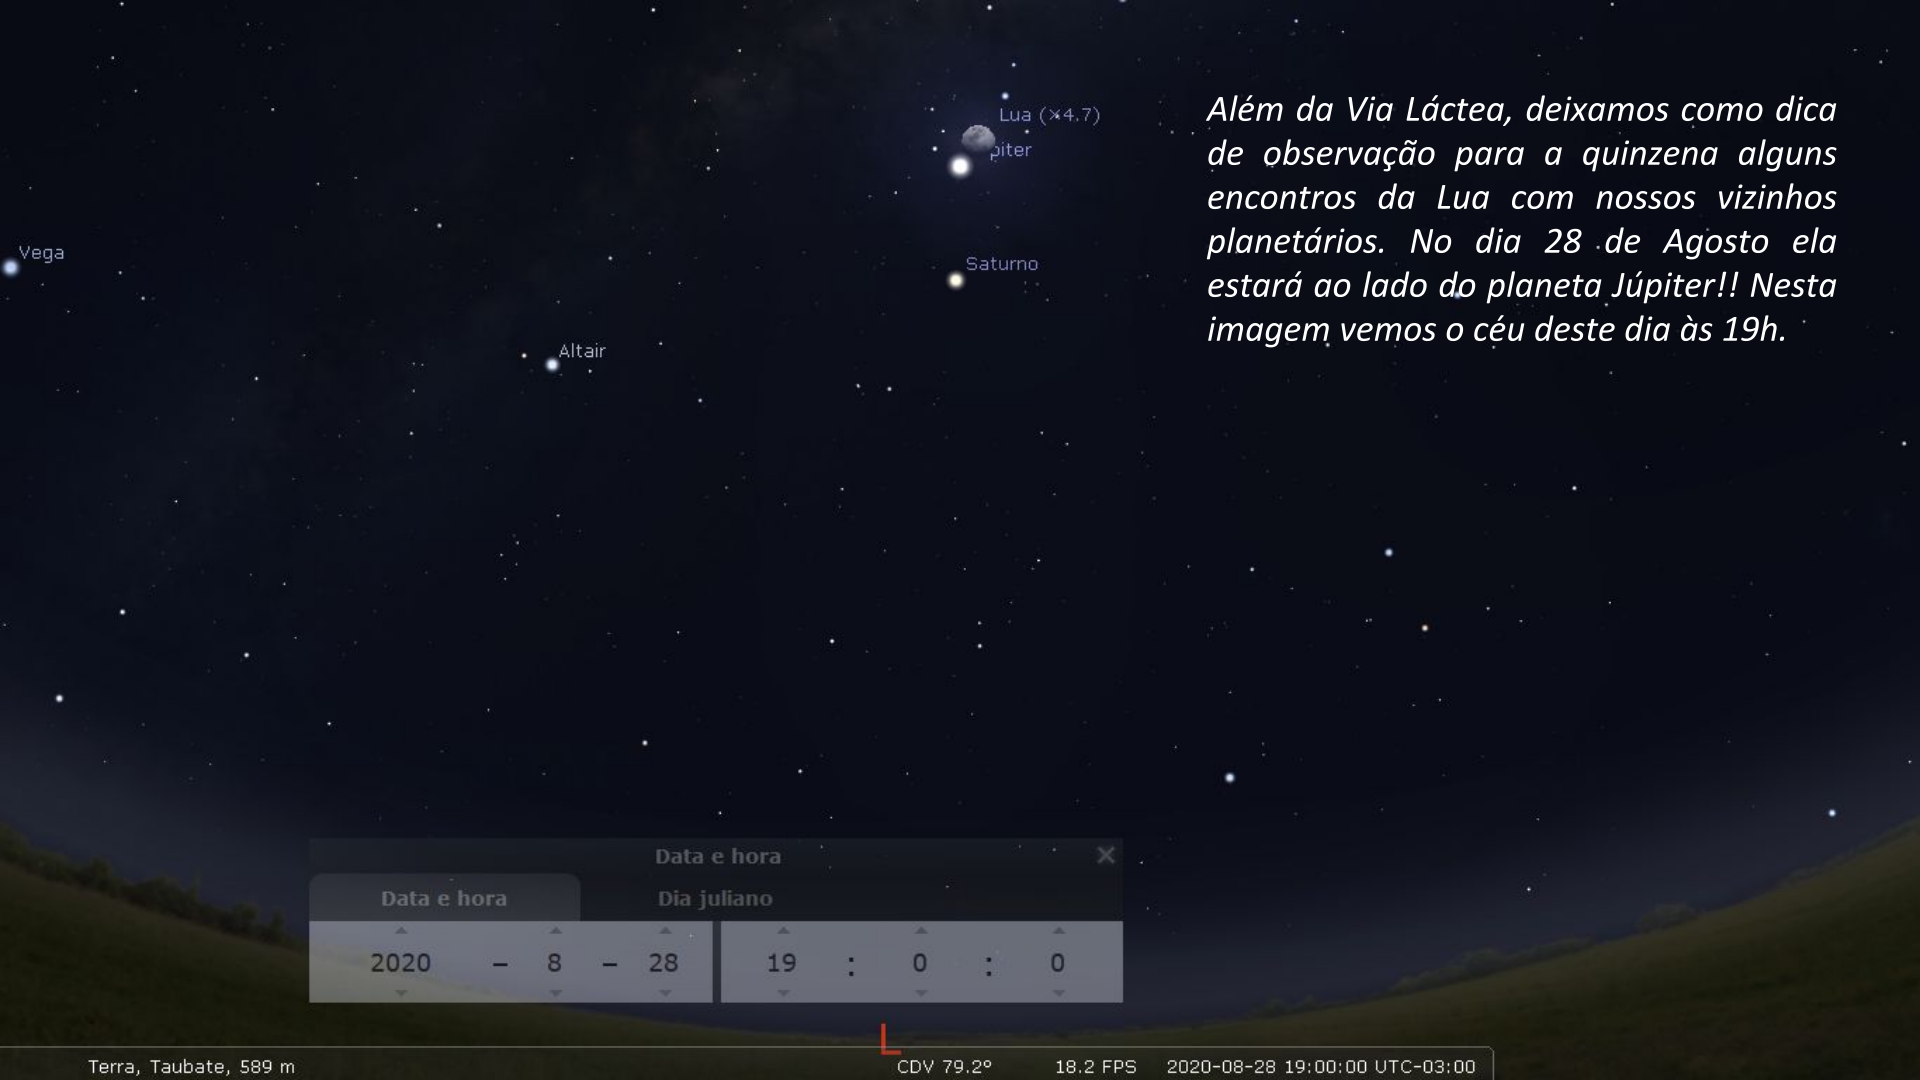 Além da Via Láctea, deixamos como dica
de observação para a quinzena alguns
encontros da Lua com nossos vizinhos
planetários. No dia 28 de Agosto ela
estará ao lado do planeta Júpiter!! Nesta
imagem vemos o céu deste dia às 19h.
Lua (×4.7)
piter
Vega
Saturno
Altair
Data e hora
Data e hora
Dia juliano
2020 – 8 – 28 19 : 0 : 0
L
Terra, Taubate, 589 m CDV 79.2° 18.2 FPS 2020-08-28 19:00:00 UTC-03:00